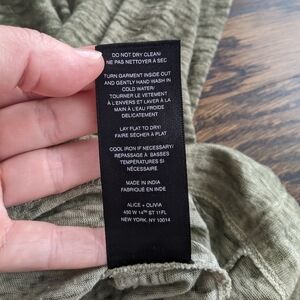 DO NOT DRY CLEAN/
NE PAS NETTOYER À SEC
TURN GARMENT INSIDE OUT
AND GENTLY HAND WASH IN
COLD WATER/
TOURNER LE VÊTEMENT
À L'ENVERS ET LAVER À LA
MAIN À L'EAU FROIDE
DELICATEMENT
LAY FLAT TO DRY/
FAIRE SÉCHER À PLAT
COOL IRON IF NECESSARY/
REPASSAGE À BASSES
TEMPÉRATURES SI
NÉCESSAIRE
MADE IN INDIA
FABRIQUÉ EN INDE
ALICE + OLIVIA
450 W 14TH ST 11FL
NEW YORK, NY 10014